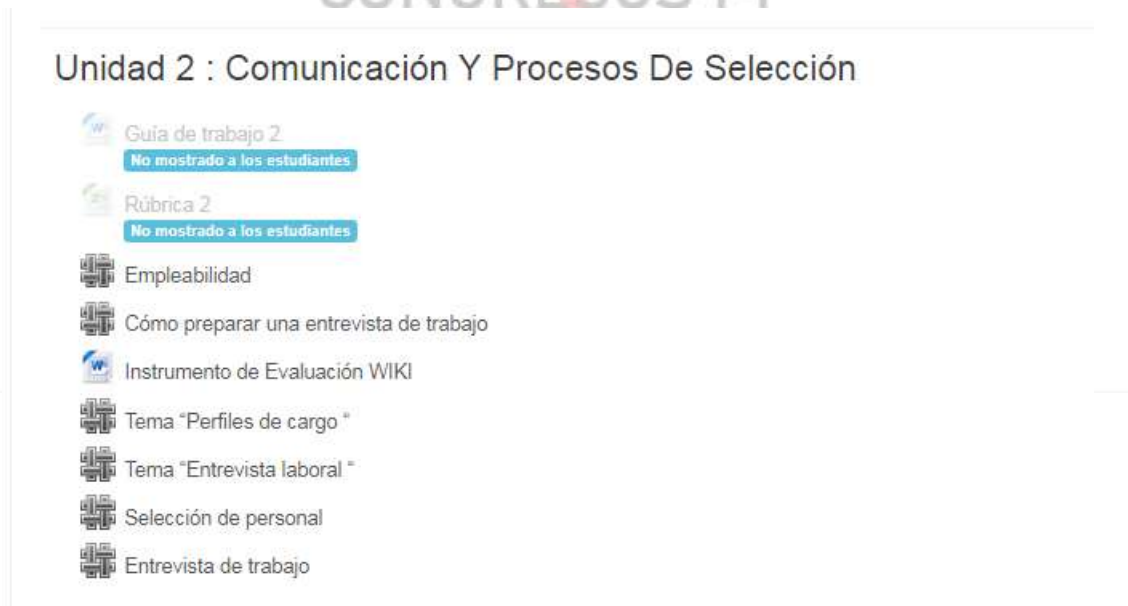 Unidad 2 : Comunicación Y Procesos De Selección
Guía de trabajo 2
No mostrado a los estudiantes
Rúbrica 2
No mostrado a los estudiantes
Empleabilidad
Cómo preparar una entrevista de trabajo
Instrumento de Evaluación WIKI
Tema “Perfiles de cargo “
Tema “Entrevista laboral “
Selección de personal
Entrevista de trabajo